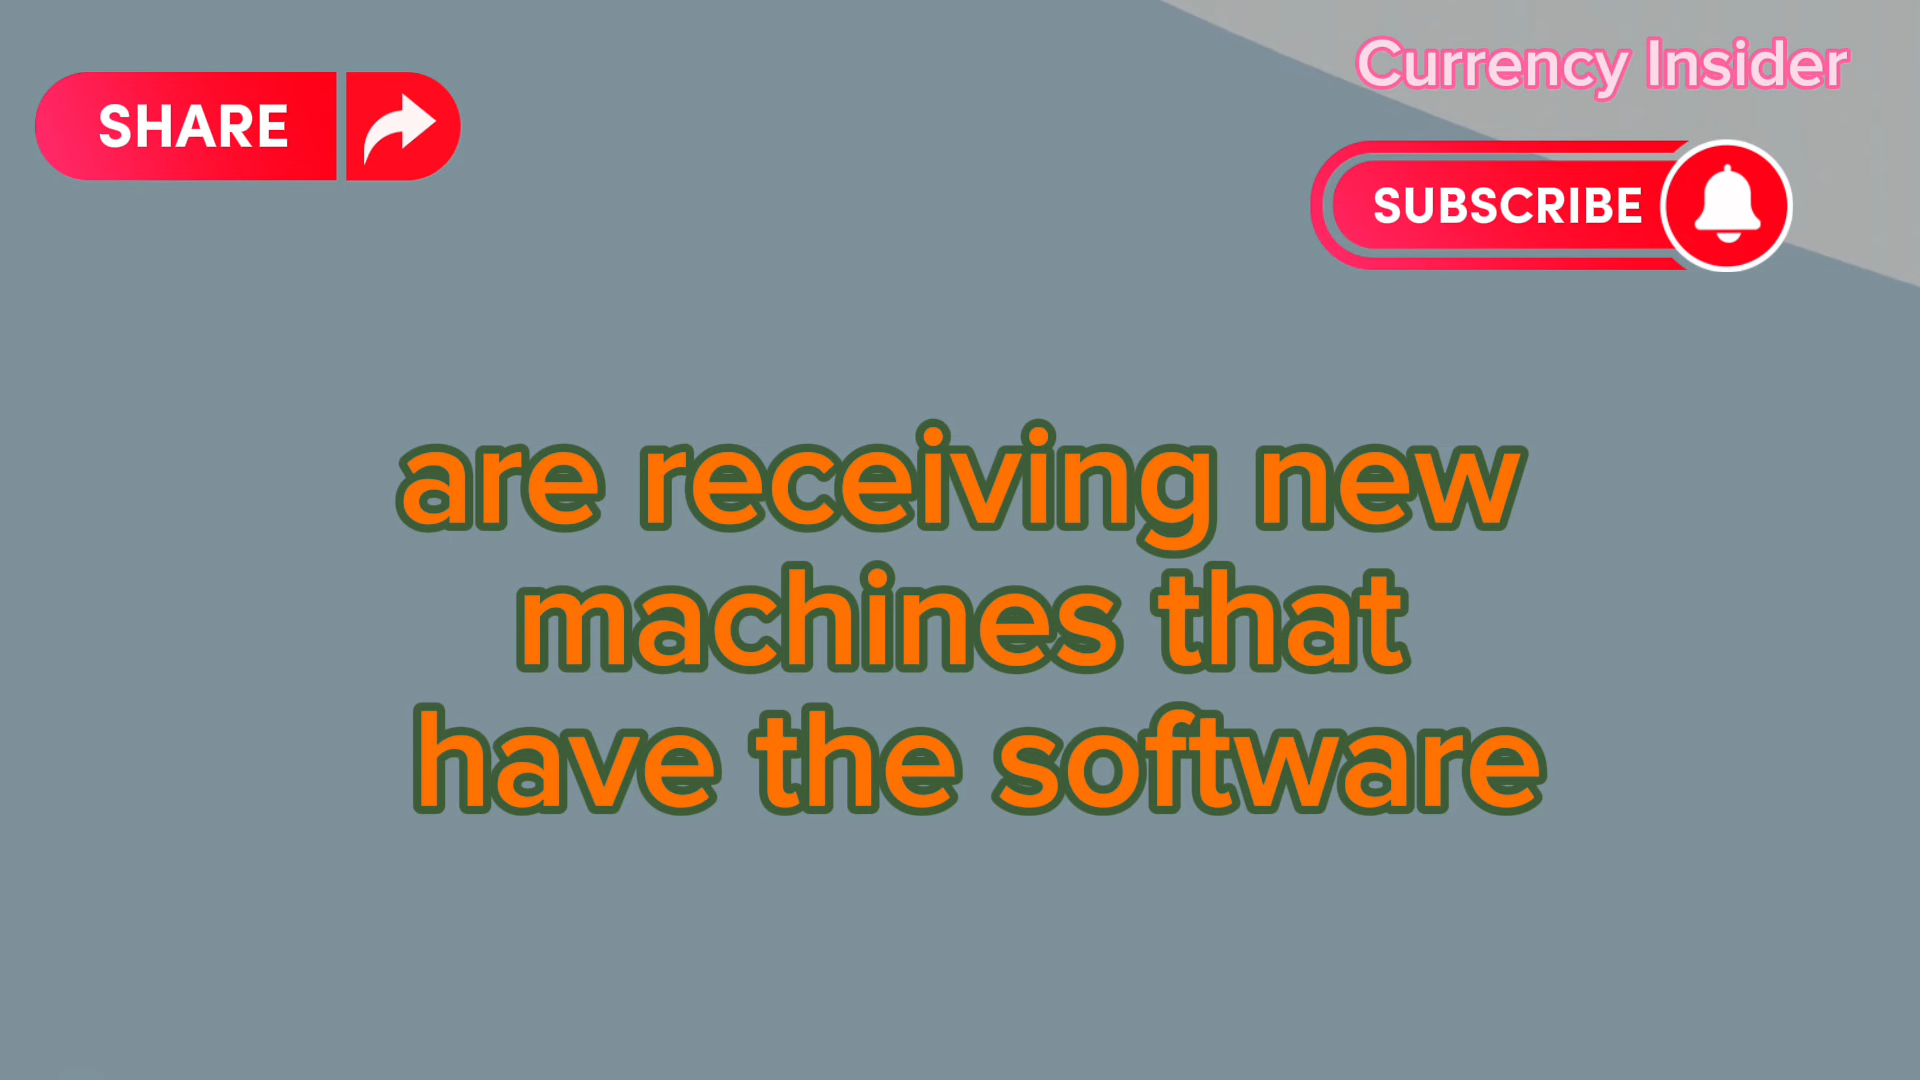 Currency Insider
SHARE
SUBSCRIBE
are receiving new
machines that
have the software